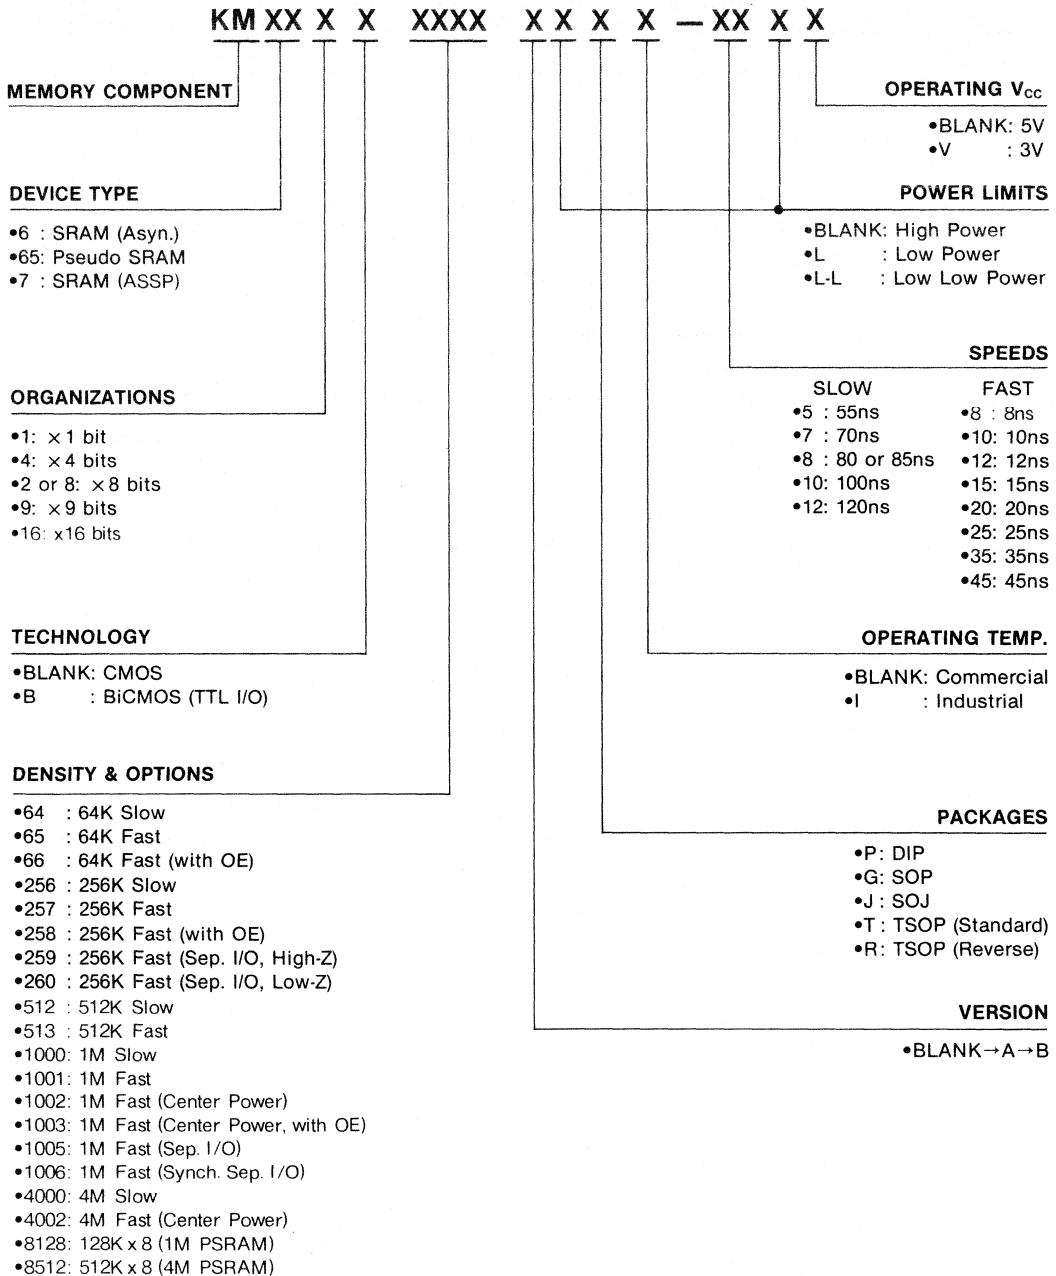 KM XX X X XXXX X X X X — XX X X
MEMORY COMPONENT
DEVICE TYPE
•6 : SRAM (Asyn.)
•65: Pseudo SRAM
•7 : SRAM (ASSP)
ORGANIZATIONS
•1: ×1 bit
•4: ×4 bits
•2 or 8: ×8 bits
•9: ×9 bits
•16: x16 bits
TECHNOLOGY
•BLANK: CMOS
•B : BiCMOS (TTL I/O)
DENSITY & OPTIONS
•64 : 64K Slow
•65 : 64K Fast
•66 : 64K Fast (with OE)
•256 : 256K Slow
•257 : 256K Fast
•258 : 256K Fast (with OE)
•259 : 256K Fast (Sep. I/O, High-Z)
•260 : 256K Fast (Sep. I/O, Low-Z)
•512 : 512K Slow
•513 : 512K Fast
•1000: 1M Slow
•1001: 1M Fast
•1002: 1M Fast (Center Power)
•1003: 1M Fast (Center Power, with OE)
•1005: 1M Fast (Sep. I/O)
•1006: 1M Fast (Synch. Sep. I/O)
•4000: 4M Slow
•4002: 4M Fast (Center Power)
•8128: 128K x 8 (1M PSRAM)
•8512: 512K x 8 (4M PSRAM)
OPERATING Vcc
•BLANK: 5V
•V : 3V
POWER LIMITS
•BLANK: High Power
•L : Low Power
•L-L : Low Low Power
SPEEDS
SLOW
•5 : 55ns
•7 : 70ns
•8 : 80 or 85ns
•10: 100ns
•12: 120ns
FAST
•8 : 8ns
•10: 10ns
•12: 12ns
•15: 15ns
•20: 20ns
•25: 25ns
•35: 35ns
•45: 45ns
OPERATING TEMP.
•BLANK: Commercial
•I : Industrial
PACKAGES
•P: DIP
•G: SOP
•J : SOJ
•T : TSOP (Standard)
•R: TSOP (Reverse)
VERSION
•BLANK→A→B